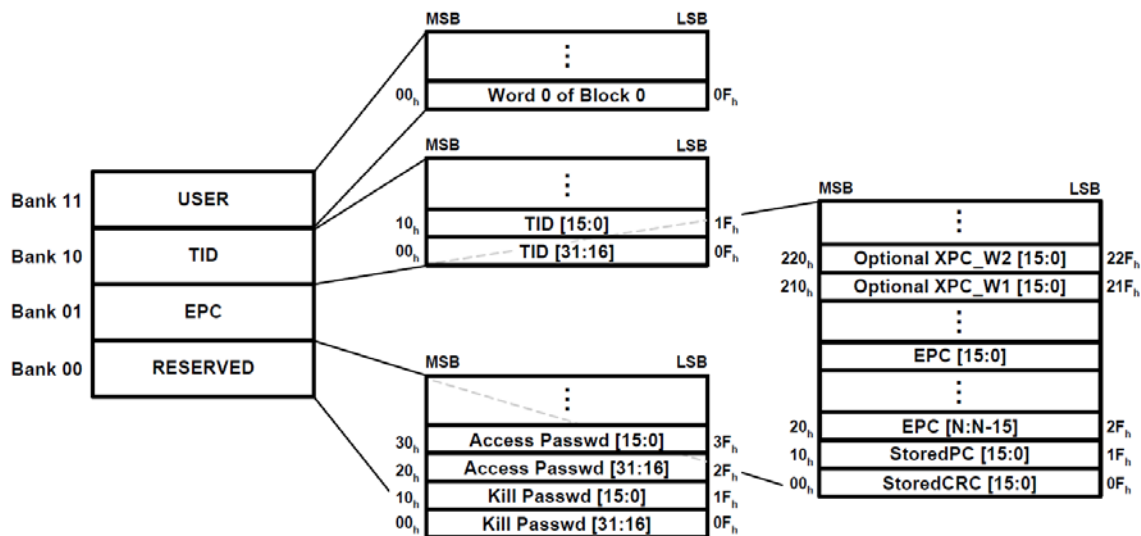 MSB LSB
⋮
00h Word 0 of Block 0 0Fh
MSB LSB
⋮
10h TID [15:0] 1Fh
00h TID [31:16] 0Fh
Bank 11 USER
Bank 10 TID
Bank 01 EPC
Bank 00 RESERVED
MSB LSB
⋮
220h Optional XPC_W2 [15:0] 22Fh
210h Optional XPC_W1 [15:0] 21Fh
⋮
EPC [15:0]
⋮
20h EPC [N:N-15] 2Fh
10h StoredPC [15:0] 1Fh
00h StoredCRC [15:0] 0Fh
MSB LSB
⋮
30h Access Passwd [15:0] 3Fh
20h Access Passwd [31:16] 2Fh
10h Kill Passwd [15:0] 1Fh
00h Kill Passwd [31:16] 0Fh